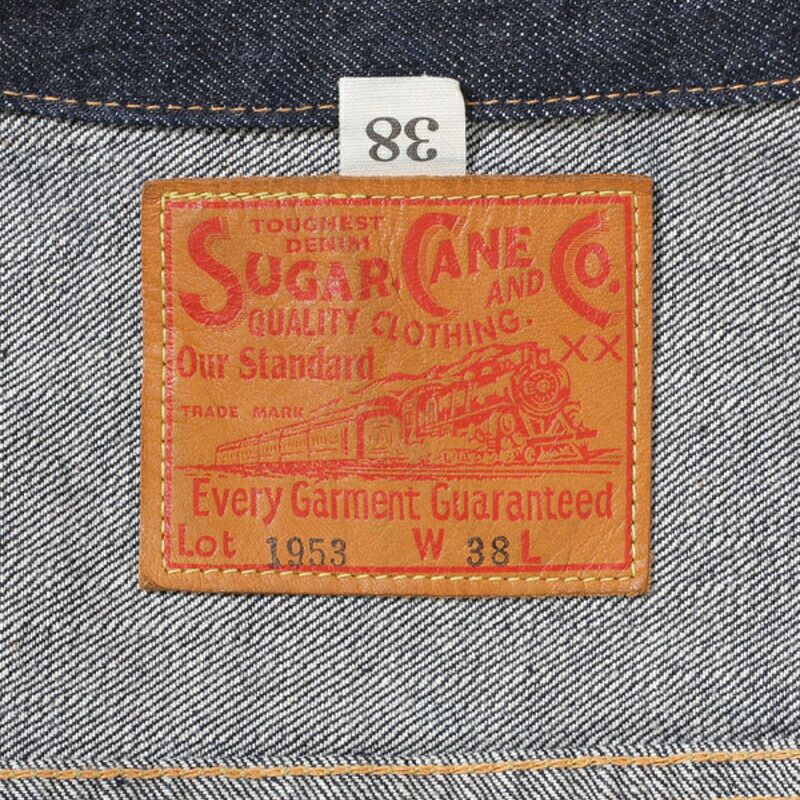 38
TOUGHEST
DENIM
SUGAR CANE CO.
AND
QUALITY CLOTHING.
XX
Our Standard
TRADE MARK
Every Garment Guaranteed
Lot 1953 W 38 L